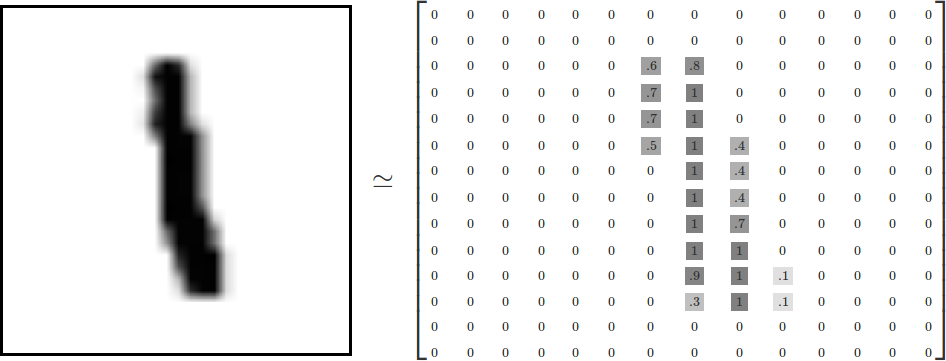 ≃
0 0 0 0 0 0 0 0 0 0 0 0 0 0
0 0 0 0 0 0 0 0 0 0 0 0 0 0
0 0 0 0 0 0 .6 .8 0 0 0 0 0 0
0 0 0 0 0 0 .7 1 0 0 0 0 0 0
0 0 0 0 0 0 .7 1 0 0 0 0 0 0
0 0 0 0 0 0 .5 1 .4 0 0 0 0 0
0 0 0 0 0 0 0 1 .4 0 0 0 0 0
0 0 0 0 0 0 0 1 .4 0 0 0 0 0
0 0 0 0 0 0 0 1 .7 0 0 0 0 0
0 0 0 0 0 0 0 1 1 0 0 0 0 0
0 0 0 0 0 0 0 .9 1 .1 0 0 0 0
0 0 0 0 0 0 0 .3 1 .1 0 0 0 0
0 0 0 0 0 0 0 0 0 0 0 0 0 0
0 0 0 0 0 0 0 0 0 0 0 0 0 0